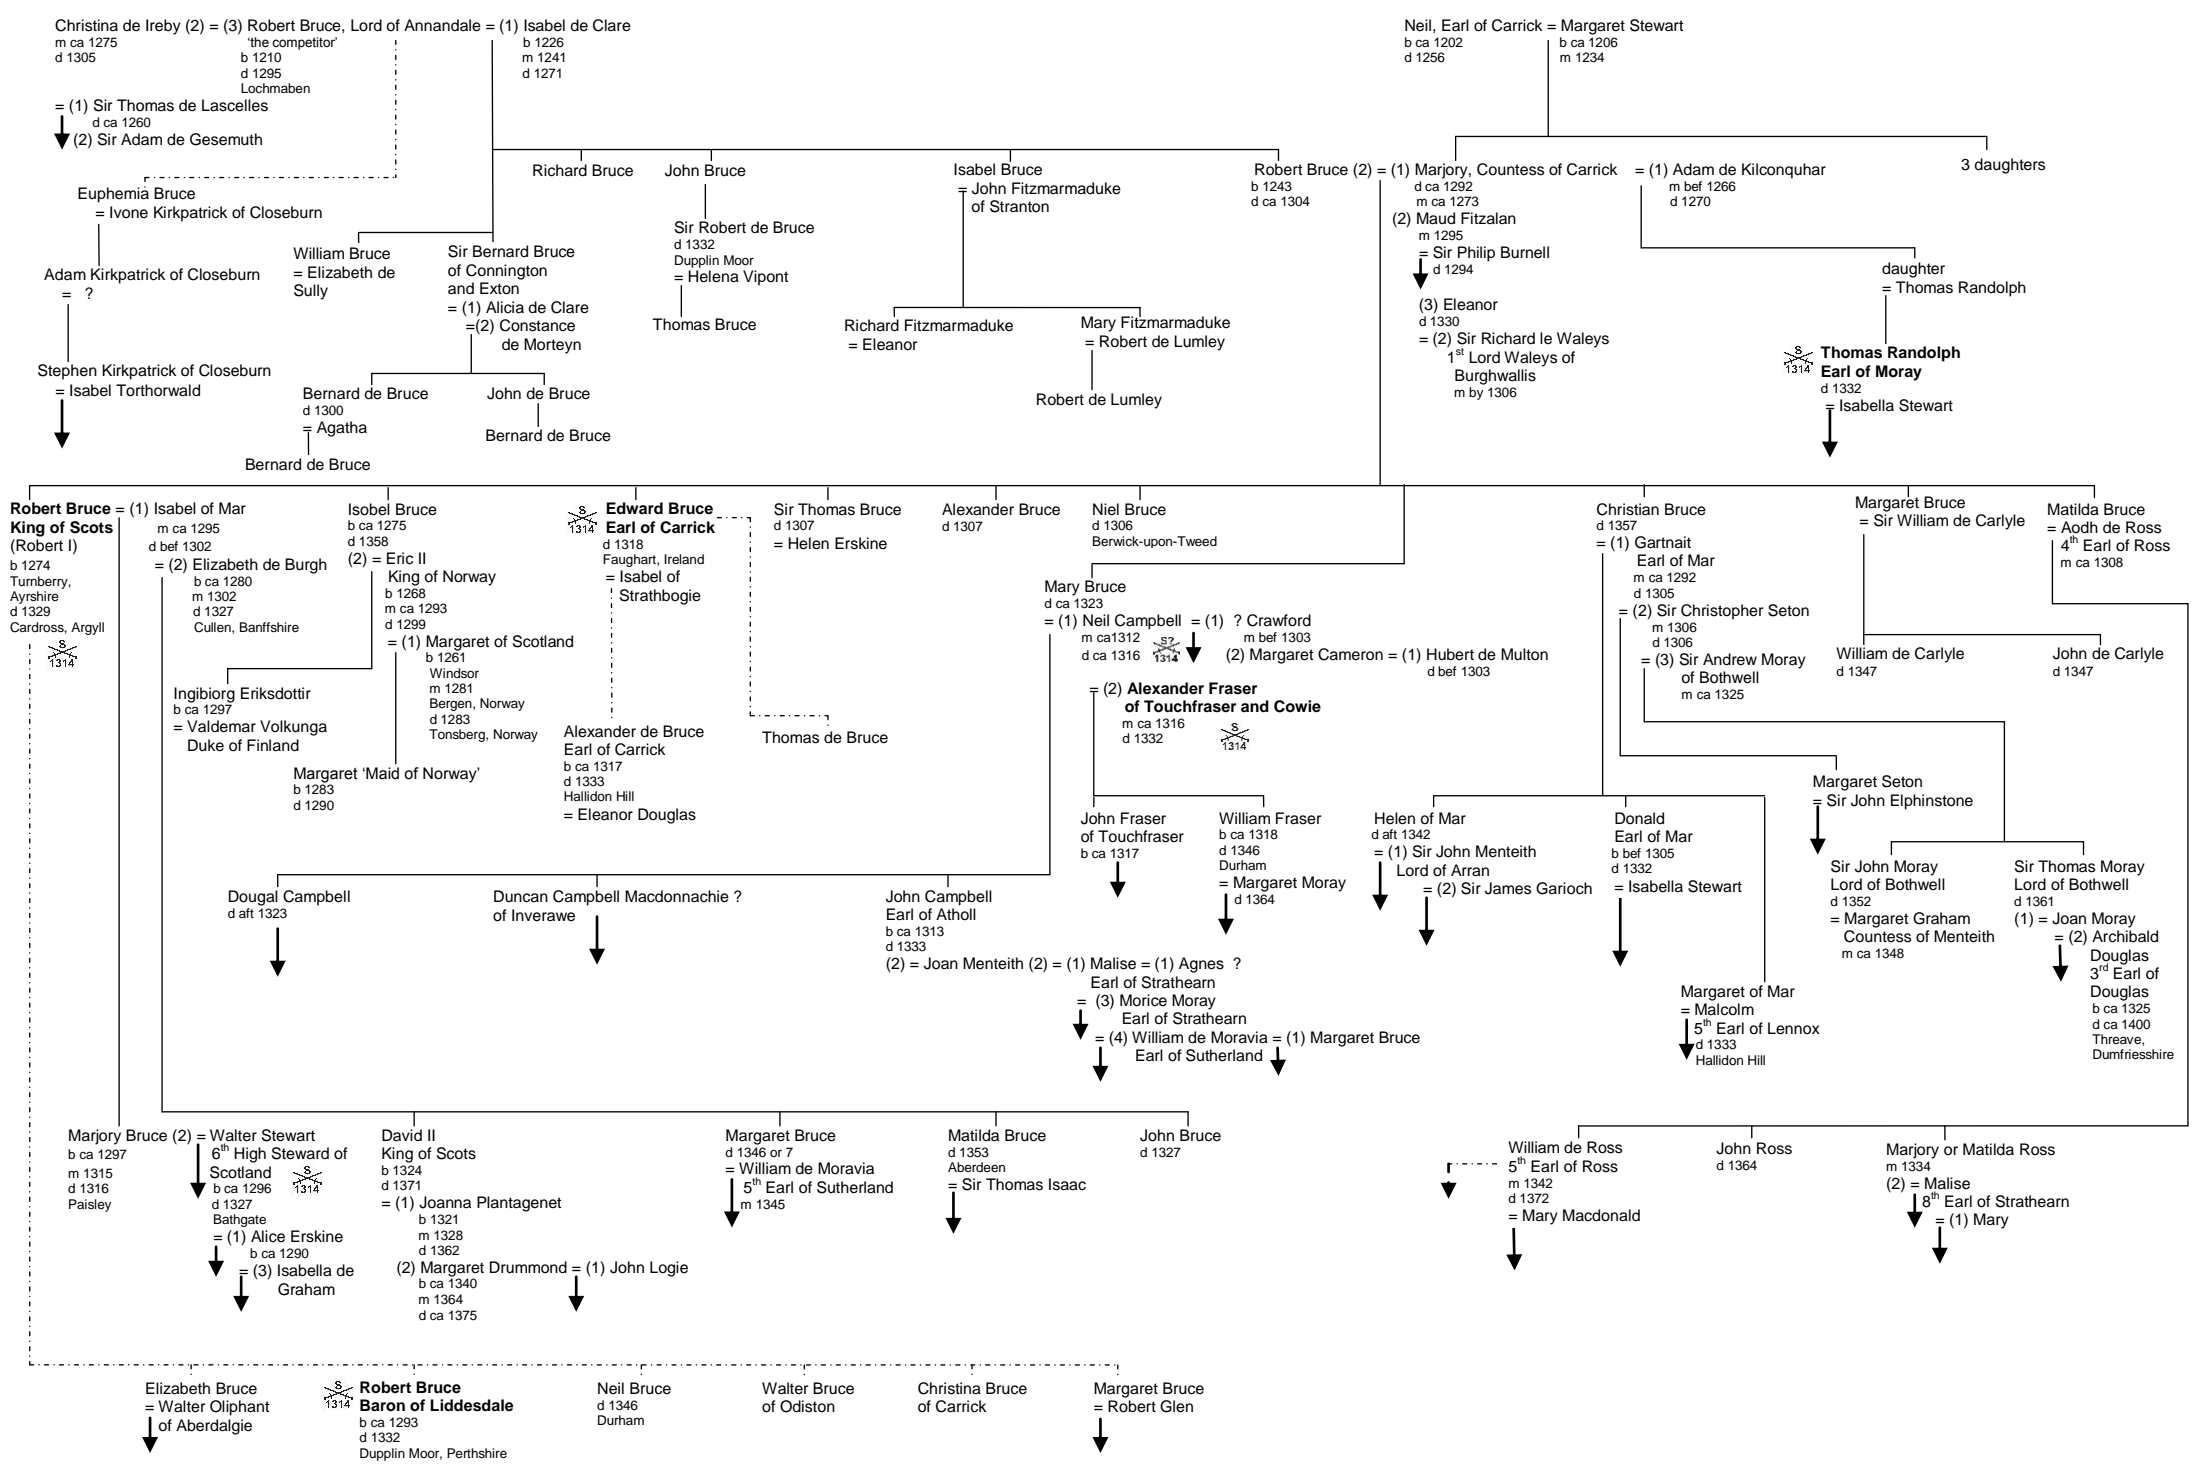 Christina de Ireby (2) = (3) Robert Bruce, Lord of Annandale = (1) Isabel de Clare
m ca 1275
d 1305
'the competitor'
b 1210
d 1295
Lochmaben
b 1226
m 1241
d 1271
= (1) Sir Thomas de Lascelles
d ca 1260
(2) Sir Adam de Gesemuth
Neil, Earl of Carrick = Margaret Stewart
b ca 1202
d 1256
b ca 1206
m 1234
Euphemia Bruce
= Ivone Kirkpatrick of Closeburn
Adam Kirkpatrick of Closeburn
= ?
Stephen Kirkpatrick of Closeburn
= Isabel Torthorwald
William Bruce
= Elizabeth de
Sully
Sir Bernard Bruce
of Connington
and Exton
= (1) Alicia de Clare
=(2) Constance
de Morteyn
Bernard de Bruce
d 1300
= Agatha
Bernard de Bruce
John de Bruce
Bernard de Bruce
Richard Bruce
John Bruce
Sir Robert de Bruce
d 1332
Dupplin Moor
= Helena Vipont
Thomas Bruce
Isabel Bruce
= John Fitzmarmaduke
of Stranton
Richard Fitzmarmaduke
= Eleanor
Mary Fitzmarmaduke
= Robert de Lumley
Robert de Lumley
Robert Bruce (2) = (1) Marjory, Countess of Carrick = (1) Adam de Kilconquhar
b 1243
d ca 1304
d ca 1292
m ca 1273
(2) Maud Fitzalan
m 1295
= Sir Philip Burnell
d 1294
(3) Eleanor
d 1330
= (2) Sir Richard le Waleys
1st Lord Waleys of
Burghwallis
m by 1306
m bef 1266
d 1270
3 daughters
daughter
= Thomas Randolph
S
1314
Thomas Randolph
Earl of Moray
d 1332
= Isabella Stewart
Robert Bruce = (1) Isabel of Mar
King of Scots
(Robert I)
b 1274
Turnberry,
Ayrshire
d 1329
Cardross, Argyll
S
1314
m ca 1295
d bef 1302
= (2) Elizabeth de Burgh
b ca 1280
m 1302
d 1327
Cullen, Banffshire
Isobel Bruce
b ca 1275
d 1358
(2) = Eric II
King of Norway
b 1268
m ca 1293
d 1299
= (1) Margaret of Scotland
b 1261
Windsor
m 1281
Bergen, Norway
d 1283
Tonsberg, Norway
Ingibiorg Eriksdottir
b ca 1297
= Valdemar Volkunga
Duke of Finland
Margaret 'Maid of Norway'
b 1283
d 1290
S
1314
Edward Bruce
Earl of Carrick
d 1318
Faughart, Ireland
= Isabel of
Strathbogie
Alexander de Bruce
Earl of Carrick
b ca 1317
d 1333
Hallidon Hill
= Eleanor Douglas
Thomas de Bruce
Sir Thomas Bruce
d 1307
= Helen Erskine
Alexander Bruce
d 1307
Niel Bruce
d 1306
Berwick-upon-Tweed
Mary Bruce
d ca 1323
= (1) Neil Campbell = (1) ? Crawford
m ca1312
d ca 1316
S?
1314
m bef 1303
(2) Margaret Cameron = (1) Hubert de Multon
d bef 1303
= (2) Alexander Fraser
of Touchfraser and Cowie
m ca 1316
d 1332
S
1314
John Fraser
of Touchfraser
b ca 1317
William Fraser
b ca 1318
d 1346
Durham
= Margaret Moray
d 1364
Christian Bruce
d 1357
= (1) Gartnait
Earl of Mar
m ca 1292
d 1305
= (2) Sir Christopher Seton
m 1306
d 1306
= (3) Sir Andrew Moray
of Bothwell
m ca 1325
Margaret Bruce
= Sir William de Carlyle
William de Carlyle
d 1347
John de Carlyle
d 1347
Matilda Bruce
= Aodh de Ross
4th Earl of Ross
m ca 1308
Margaret Seton
= Sir John Elphinstone
Helen of Mar
d aft 1342
= (1) Sir John Menteith
Lord of Arran
= (2) Sir James Garioch
Donald
Earl of Mar
b bef 1305
d 1332
= Isabella Stewart
Margaret of Mar
= Malcolm
5th Earl of Lennox
d 1333
Hallidon Hill
Sir John Moray
Lord of Bothwell
d 1352
= Margaret Graham
Countess of Menteith
m ca 1348
Sir Thomas Moray
Lord of Bothwell
d 1361
(1) = Joan Moray
= (2) Archibald
Douglas
3rd Earl of
Douglas
b ca 1325
d ca 1400
Threave,
Dumfriesshire
Dougal Campbell
d aft 1323
Duncan Campbell Macdonnachie ?
of Inverawe
John Campbell
Earl of Atholl
b ca 1313
d 1333
(2) = Joan Menteith (2) = (1) Malise = (1) Agnes ?
Earl of Strathearn
= (3) Morice Moray
Earl of Strathearn
= (4) William de Moravia = (1) Margaret Bruce
Earl of Sutherland
Marjory Bruce (2) = Walter Stewart
b ca 1297
m 1315
d 1316
Paisley
6th High Steward of
Scotland
b ca 1296
d 1327
Bathgate
S
1314
= (1) Alice Erskine
b ca 1290
= (3) Isabella de
Graham
David II
King of Scots
b 1324
d 1371
= (1) Joanna Plantagenet
b 1321
m 1328
d 1362
(2) Margaret Drummond = (1) John Logie
b ca 1340
m 1364
d ca 1375
Margaret Bruce
d 1346 or 7
= William de Moravia
5th Earl of Sutherland
m 1345
Matilda Bruce
d 1353
Aberdeen
= Sir Thomas Isaac
John Bruce
d 1327
William de Ross
5th Earl of Ross
m 1342
d 1372
= Mary Macdonald
John Ross
d 1364
Marjory or Matilda Ross
m 1334
(2) = Malise
8th Earl of Strathearn
= (1) Mary
Elizabeth Bruce
= Walter Oliphant
of Aberdalgie
S
1314
Robert Bruce
Baron of Liddesdale
b ca 1293
d 1332
Dupplin Moor, Perthshire
Neil Bruce
d 1346
Durham
Walter Bruce
of Odiston
Christina Bruce
of Carrick
Margaret Bruce
= Robert Glen